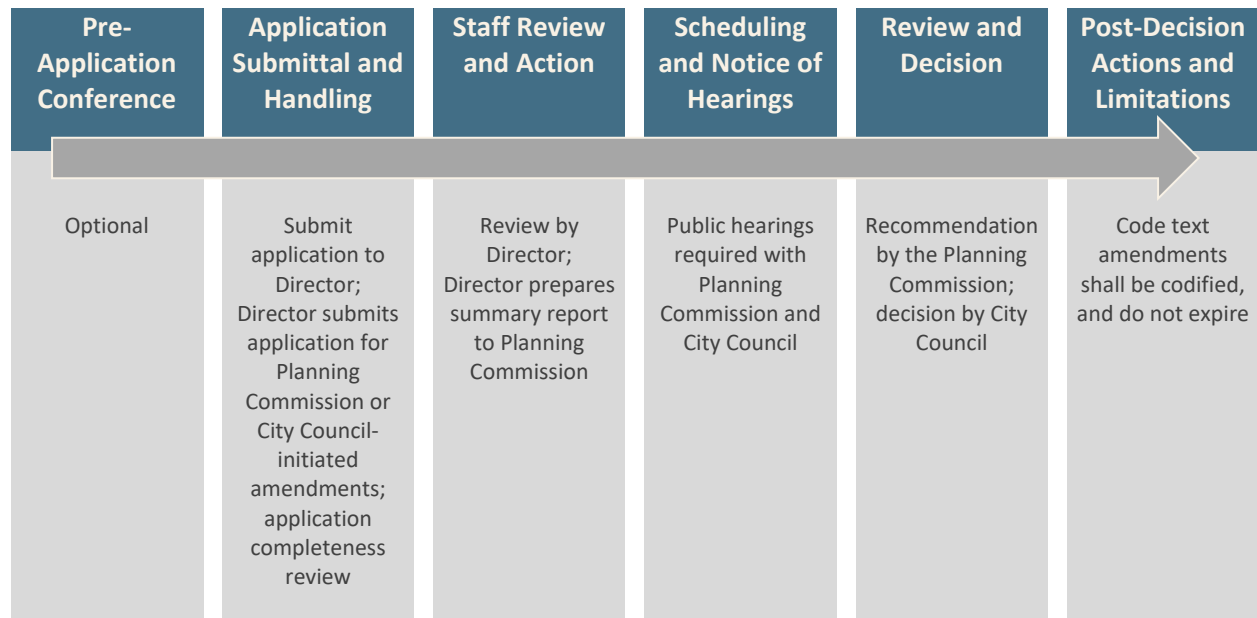 Pre-
Application
Conference
Application
Submittal and
Handling
Staff Review
and Action
Scheduling
and Notice of
Hearings
Review and
Decision
Post-Decision
Actions and
Limitations
Optional
Submit
application to
Director;
Director submits
application for
Planning
Commission or
City Council-
initiated
amendments;
application
completeness
review
Review by
Director;
Director prepares
summary report
to Planning
Commission
Public hearings
required with
Planning
Commission and
City Council
Recommendation
by the Planning
Commission;
decision by City
Council
Code text
amendments
shall be codified,
and do not expire